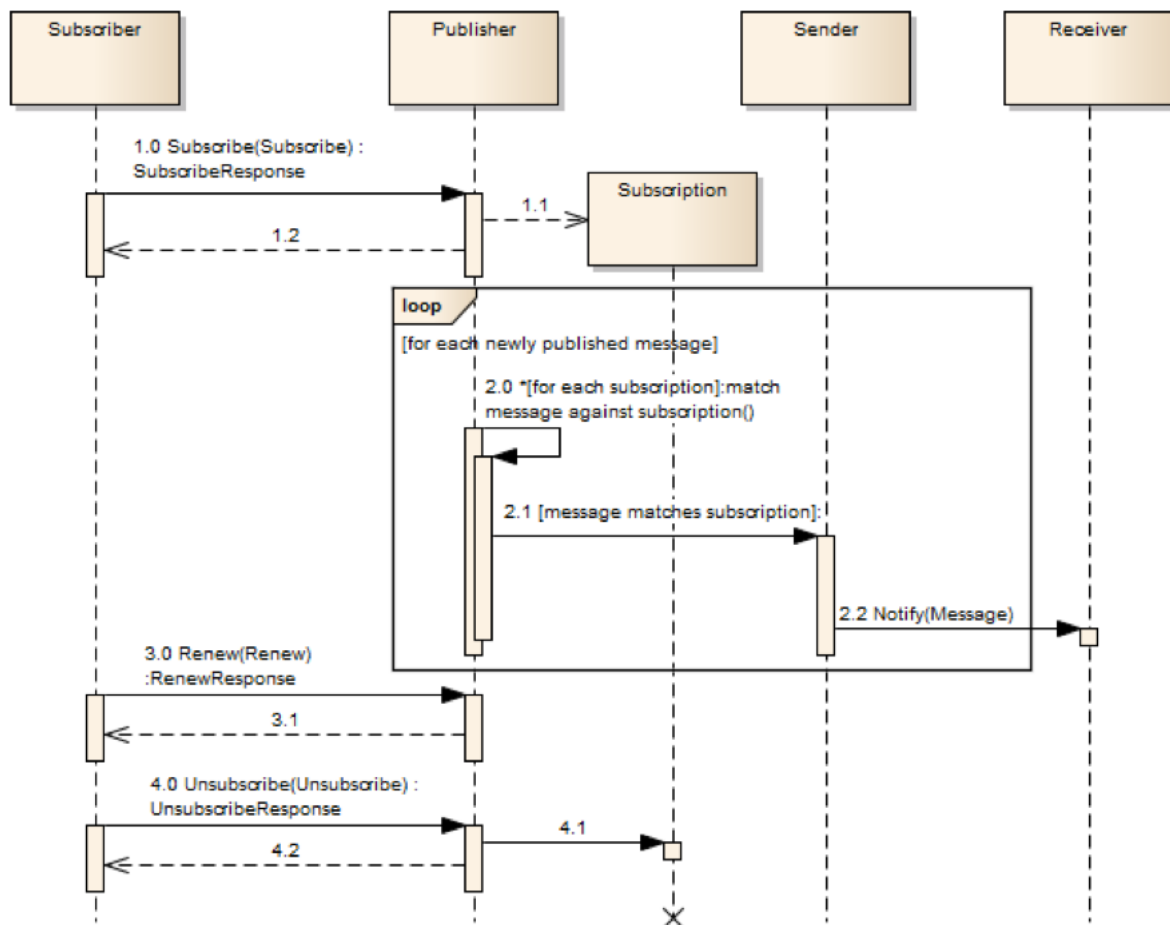 Subscriber
Publisher
Sender
Receiver
1.0 Subscribe(Subscribe) :
SubscribeResponse
Subscription
1.1
1.2
loop
[for each newly published message]
2.0 *[for each subscription]:match
message against subscription()
2.1 [message matches subscription]:
2.2 Notify(Message)
3.0 Renew(Renew)
:RenewResponse
3.1
4.0 Unsubscribe(Unsubscribe) :
UnsubscribeResponse
4.1
4.2